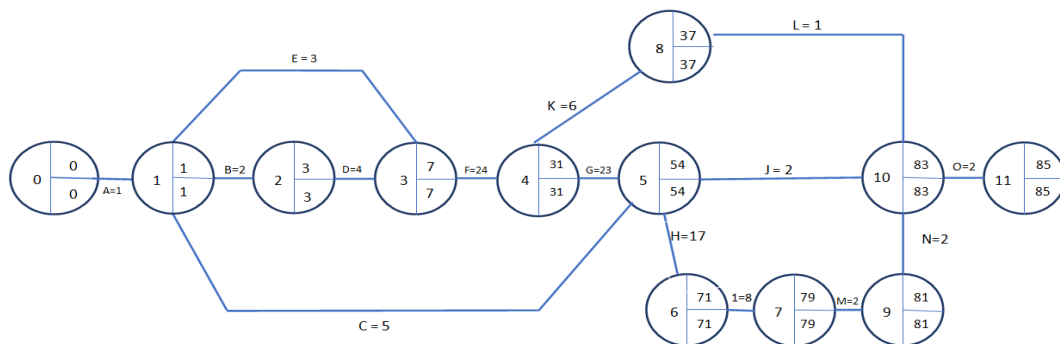 L = 1
37
8
37
E = 3
K =6
0
0
0
A=1
1
1
1
B=2
3
2
3
D=4
7
3
7
F=24
31
4
31
G=23
54
5
54
J = 2
83
10
83
O=2
85
11
85
H=17
N=2
C = 5
71
6
71
1=8
79
7
79
M=2
81
9
81